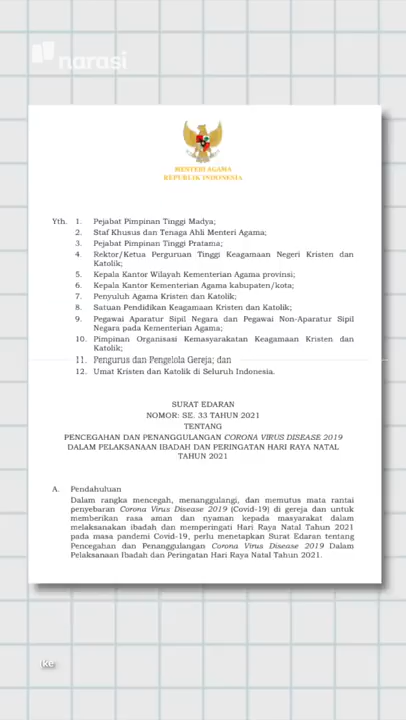 narasi
MENTERI AGAMA
REPUBLIK INDONESIA
Yth. 1. Pejabat Pimpinan Tinggi Madya;
2. Staf Khusus dan Tenaga Ahli Menteri Agama;
3. Pejabat Pimpinan Tinggi Pratama;
4. Rektor/Ketua Perguruan Tinggi Keagamaan Negeri Kristen dan
Katolik;
5. Kepala Kantor Wilayah Kementerian Agama provinsi;
6. Kepala Kantor Kementerian Agama kabupaten/kota;
7. Penyuluh Agama Kristen dan Katolik;
8. Satuan Pendidikan Keagamaan Kristen dan Katolik;
9. Pegawai Aparatur Sipil Negara dan Pegawai Non-Aparatur Sipil
Negara pada Kementerian Agama;
10. Pimpinan Organisasi Kemasyarakatan Keagamaan Kristen dan
Katolik;
11. Pengurus dan Pengelola Gereja; dan
12. Umat Kristen dan Katolik di Seluruh Indonesia.
SURAT EDARAN
NOMOR: SE. 33 TAHUN 2021
TENTANG
PENCEGAHAN DAN PENANGGULANGAN CORONA VIRUS DISEASE 2019
DALAM PELAKSANAAN IBADAH DAN PERINGATAN HARI RAYA NATAL
TAHUN 2021
A. Pendahuluan
Dalam rangka mencegah, menanggulangi, dan memutus mata rantai
penyebaran Corona Virus Disease 2019 (Covid-19) di gereja dan untuk
memberikan rasa aman dan nyaman kepada masyarakat dalam
melaksanakan ibadah dan memperingati Hari Raya Natal Tahun 2021
pada masa pandemi Covid-19, perlu menetapkan Surat Edaran tentang
Pencegahan dan Penanggulangan Corona Virus Disease 2019 Dalam
Pelaksanaan Ibadah dan Peringatan Hari Raya Natal Tahun 2021.
(ke